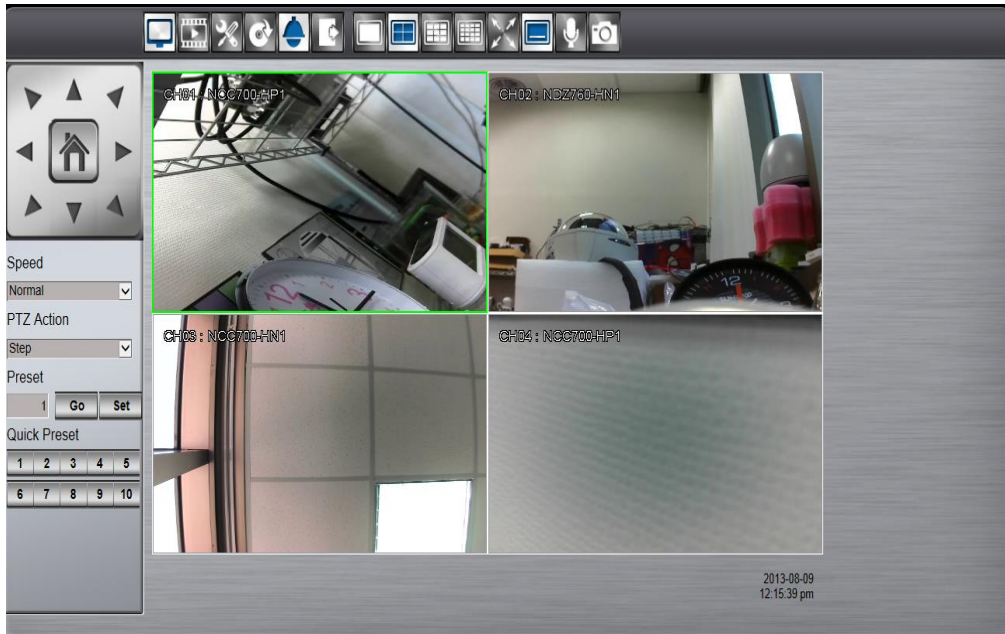 CH01 : NCC700-HP1
CH02 : NDZ760-HN1
12
12
Speed
Normal
PTZ Action
Step
CH03 : NCC700-HN1
CH04 : NCC700-HP1
Preset
1 Go Set
Quick Preset
1 2 3 4 5
6 7 8 9 10
2013-08-09
12:15:39 pm